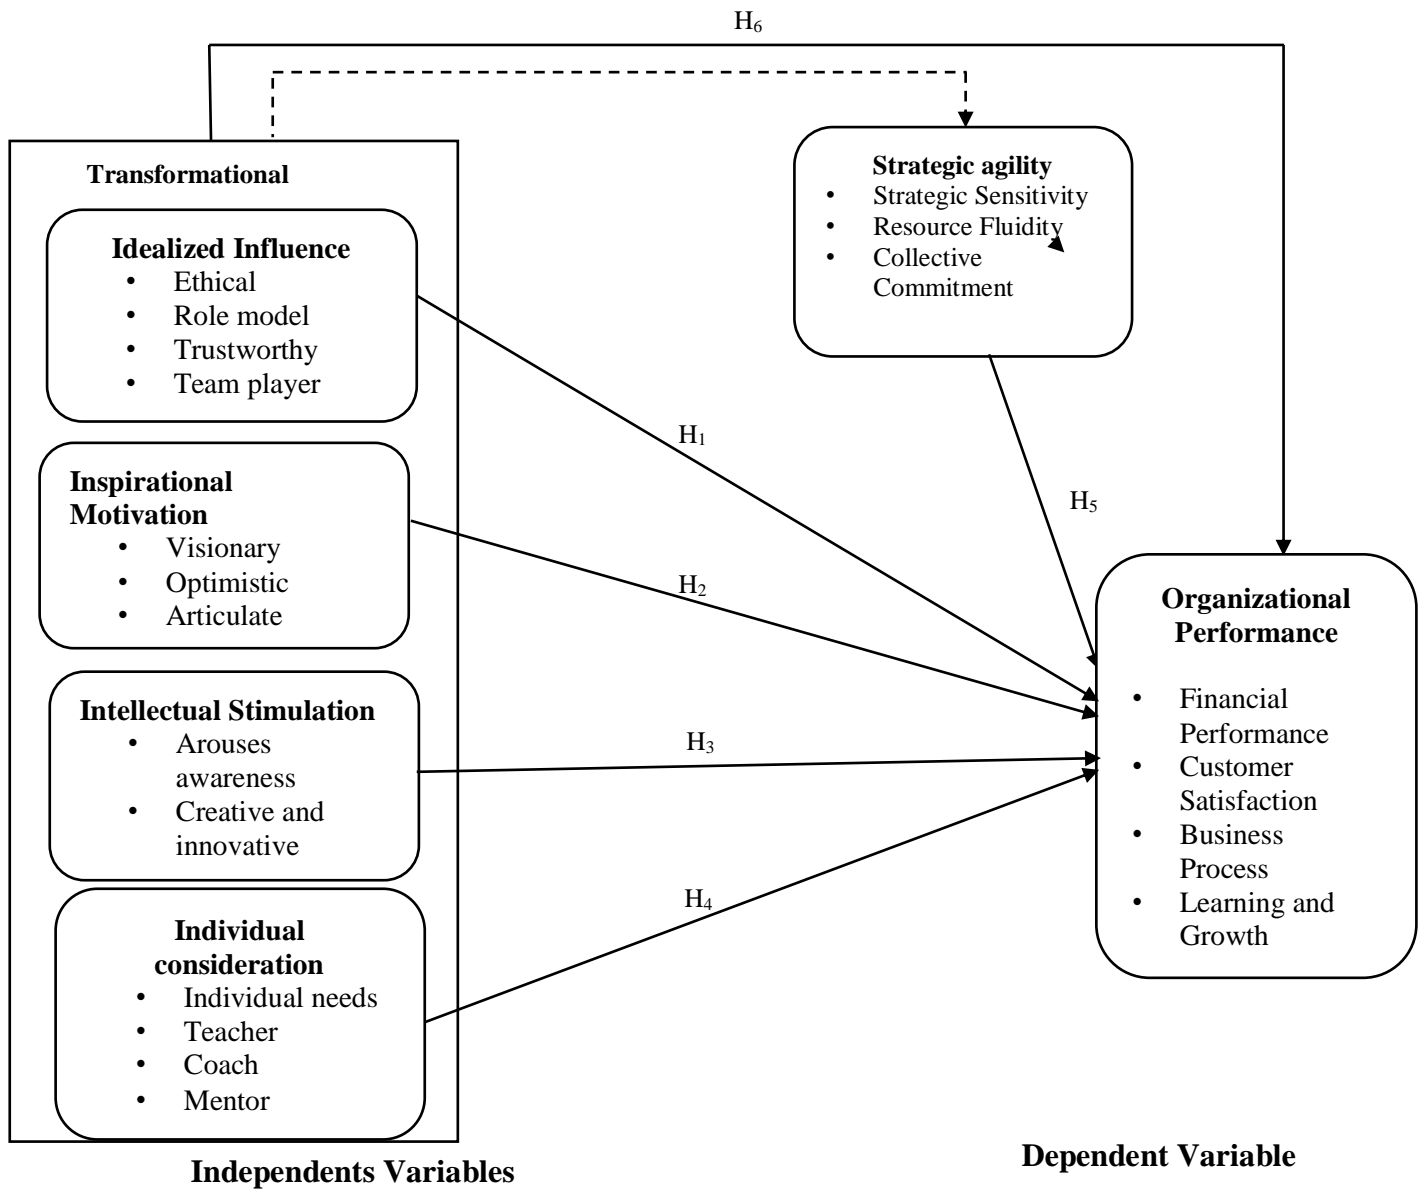 H6
Transformational
Idealized Influence
• Ethical
• Role model
• Trustworthy
• Team player
Inspirational
Motivation
• Visionary
• Optimistic
• Articulate
Intellectual Stimulation
• Arouses
awareness
• Creative and
innovative
Individual
consideration
• Individual needs
• Teacher
• Coach
• Mentor
Independents Variables
H1
H2
H3
H4
Strategic agility
• Strategic Sensitivity
• Resource Fluidity
• Collective
Commitment
H5
Organizational
Performance
• Financial
Performance
• Customer
Satisfaction
• Business
Process
• Learning and
Growth
Dependent Variable